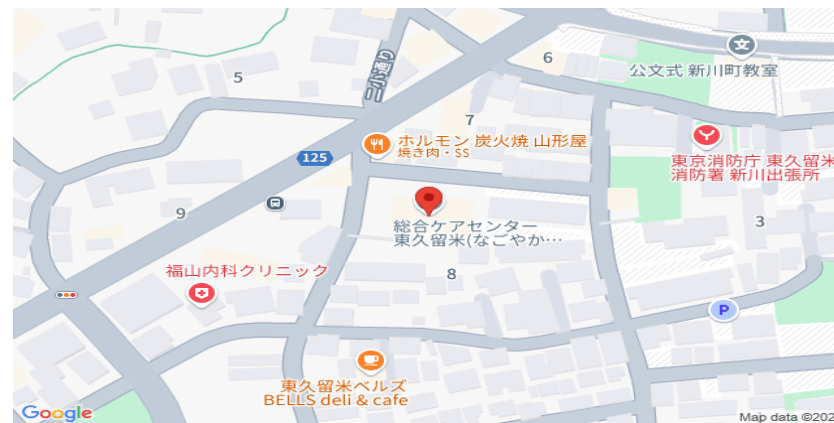 6
公文式 新川町教室
5
小山通り
7
ホルモン 炭火焼 山形屋
焼き肉・$$
125
東京消防庁 東久留米
消防署 新川出張所
9
総合ケアセンター
東久留米(なごやか…
3
福山内科クリニック
8
P
東久留米ベルズ
BELLS deli & cafe
Google
Map data ©202